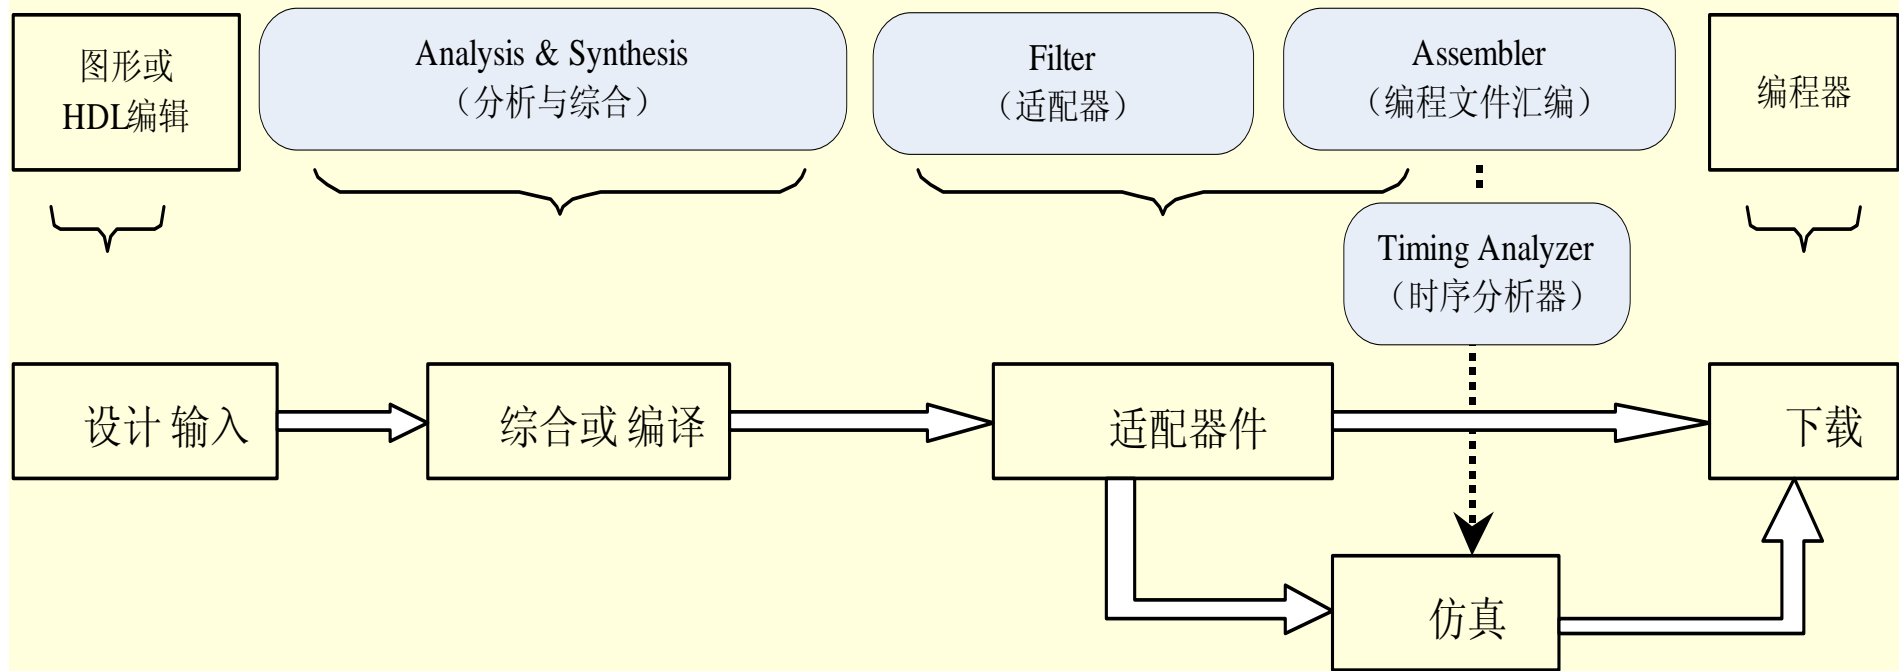 图形或
HDL编辑
Analysis & Synthesis
（分析与综合）
Filter
（适配器）
Assembler
（编程文件汇编）
编程器
Timing Analyzer
（时序分析器）
设计 输入
综合或 编译
适配器件
下载
仿真